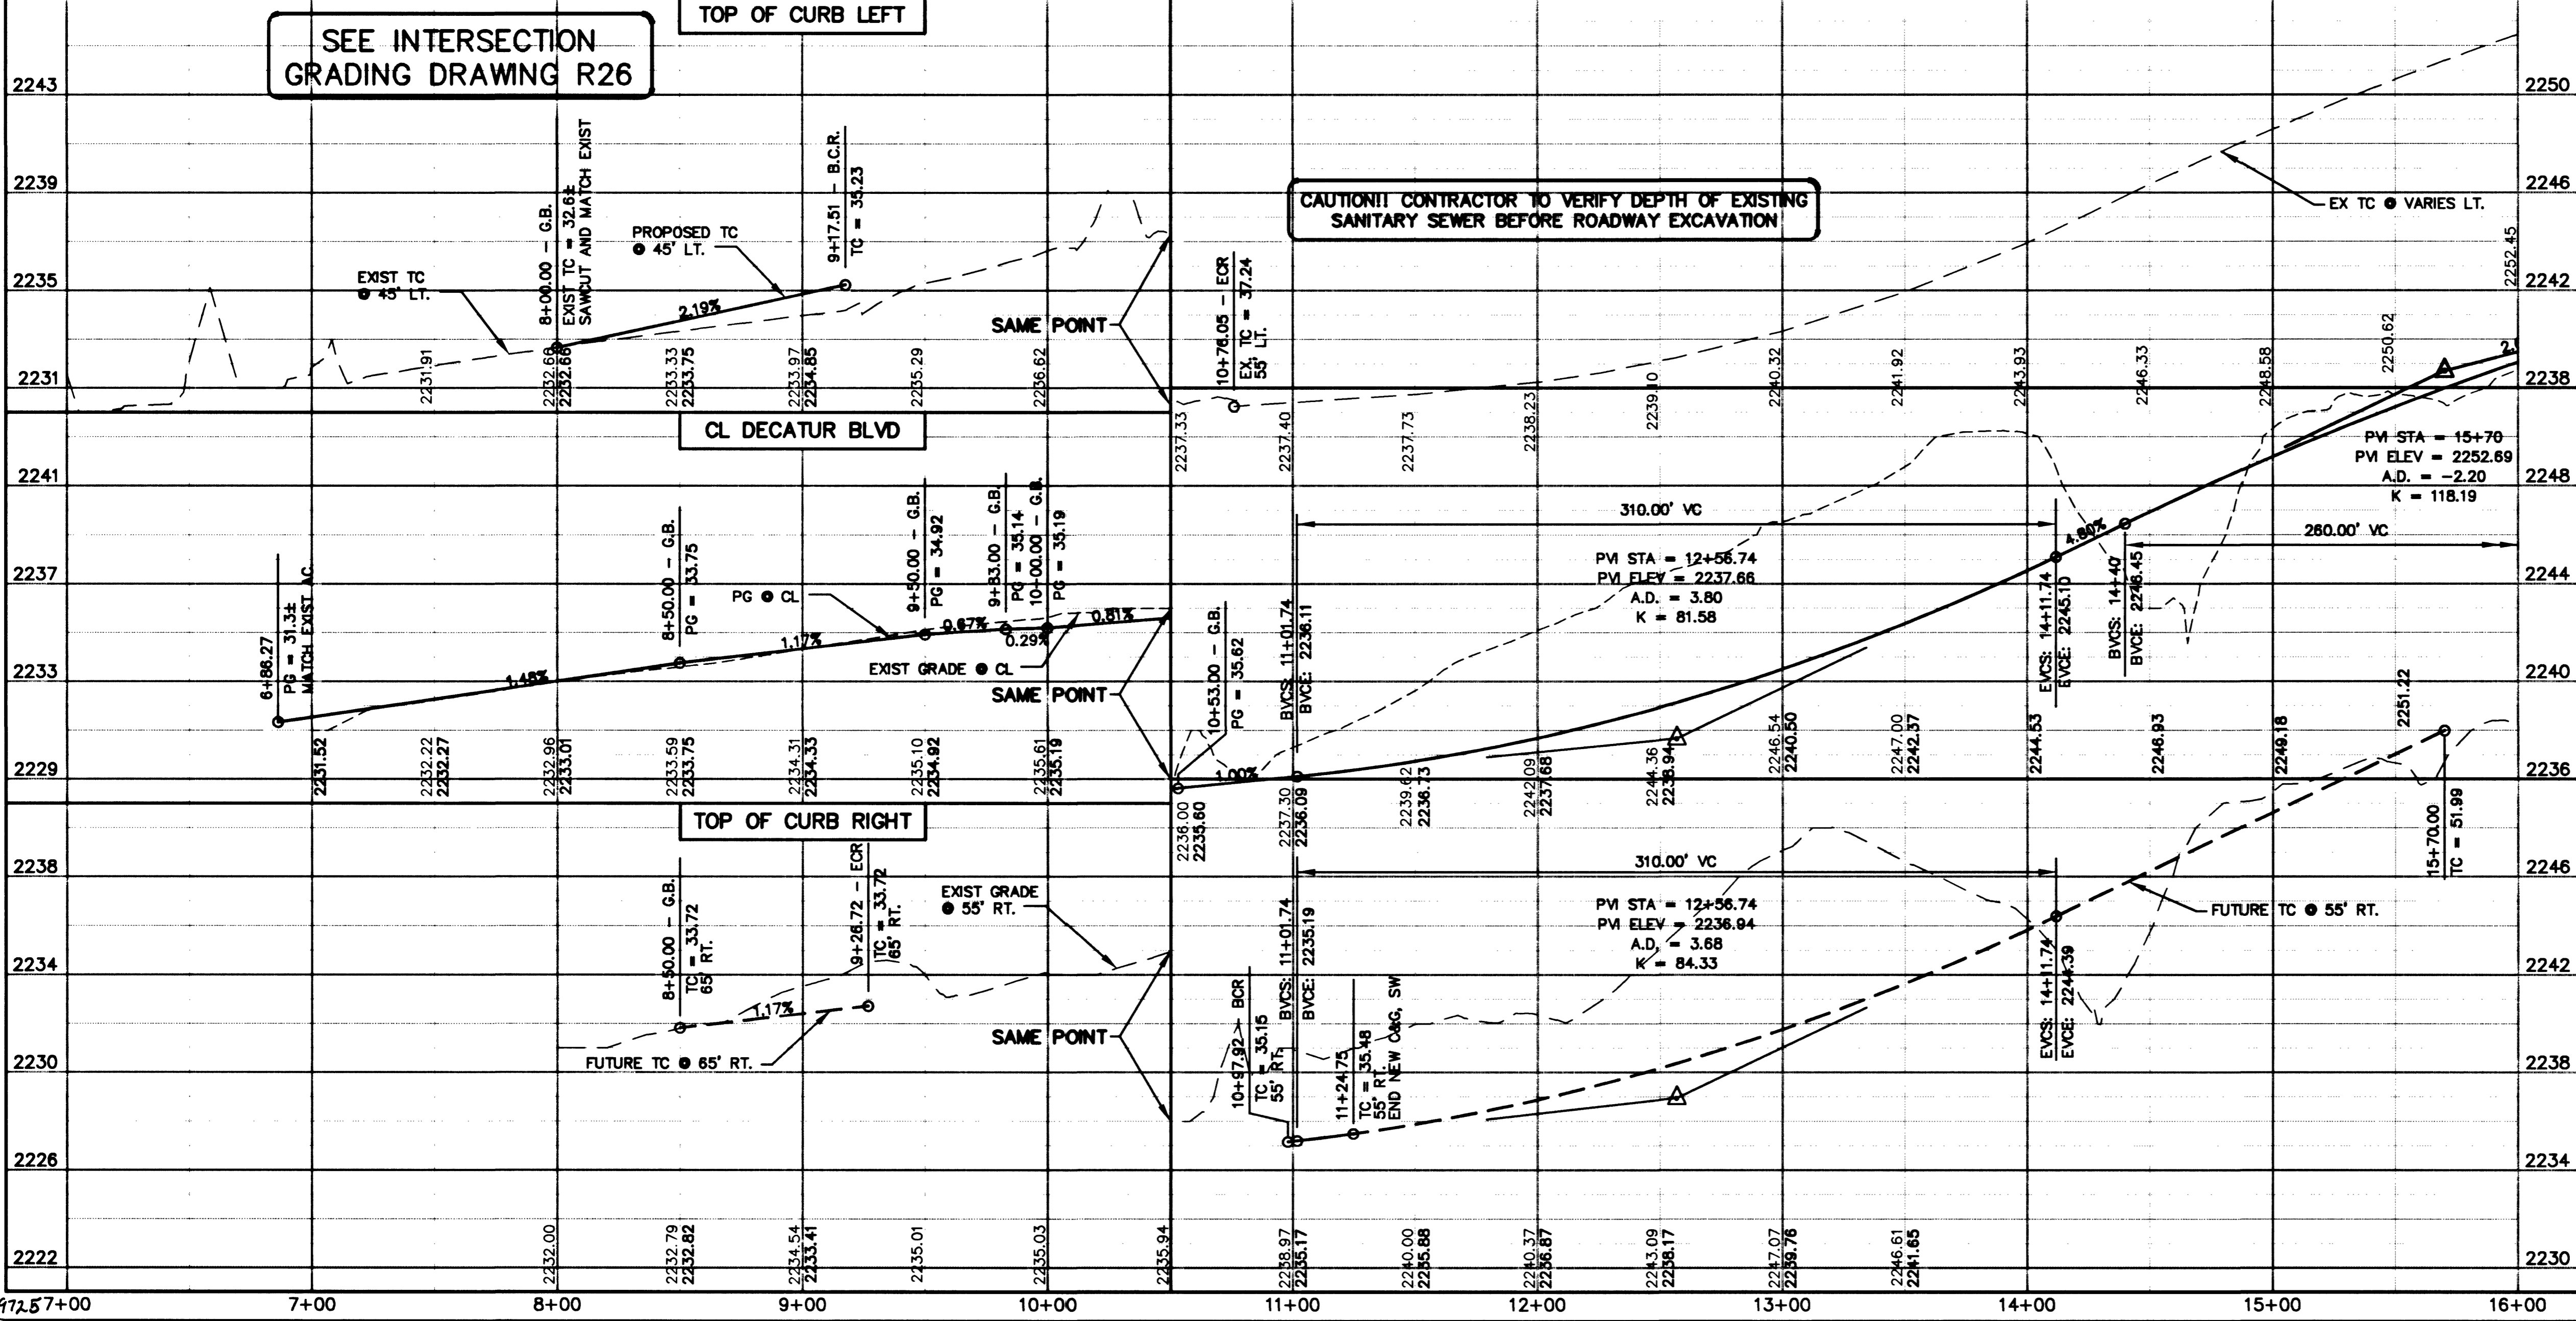 TOP OF CURB LEFT
SEE INTERSECTION
GRADING DRAWING R26
2243
2239
2235
2231
2250
2246
2242
2238
EXIST TC
@ 45' LT.
8+00.00 - G.B.
EXIST TC = 32.6±
SAWCUT AND MATCH EXIST
PROPOSED TC
@ 45' LT.
2.19%
9+17.51 - B.C.R.
TC = 35.23
SAME POINT
10+76.05 - ECR
EX. TC = 37.24
55' LT.
CAUTION!! CONTRACTOR TO VERIFY DEPTH OF EXISTING
SANITARY SEWER BEFORE ROADWAY EXCAVATION
EX TC @ VARIES LT.
2231.91
2232.66
2232.66
2233.33
2233.75
2233.97
2234.85
2235.29
2236.62
2237.33
2237.40
2237.73
2238.23
2239.10
2240.32
2241.92
2243.93
2246.33
2248.58
2250.62
2252.45
CL DECATUR BLVD
2241
2237
2233
2229
2248
2244
2240
2236
6+86.27
PG = 31.3±
MATCH EXIST AC.
1.48%
8+50.00 - G.B.
PG = 33.75
PG @ CL
1.17%
9+50.00 - G.B.
PG = 34.92
0.67%
9+83.00 - G.B.
PG = 35.14
0.29%
10+00.00 - G.B.
PG = 35.19
0.81%
EXIST GRADE @ CL
SAME POINT
10+53.00 - G.B.
PG = 35.62
1.00%
BVCS: 11+01.74
BVCE: 2236.11
310.00' VC
PVI STA = 12+56.74
PVI ELEV = 2237.66
A.D. = 3.80
K = 81.58
EVCS: 14+11.74
EVCE: 2245.10
4.80%
BVCS: 14+40
BVCE: 2246.45
260.00' VC
PVI STA = 15+70
PVI ELEV = 2252.69
A.D. = -2.20
K = 118.19
2231.52
2232.22
2232.27
2232.96
2233.01
2233.59
2233.75
2234.31
2234.33
2235.10
2234.92
2235.61
2235.19
2236.00
2235.60
2237.30
2236.09
2239.62
2236.73
2242.09
2237.68
2244.36
2238.94
2246.54
2240.50
2247.00
2242.37
2244.53
2246.93
2249.18
2251.22
TOP OF CURB RIGHT
2238
2234
2230
2226
2222
2246
2242
2238
2234
2230
8+50.00 - G.B.
TC = 33.72
65' RT.
1.17%
9+26.72 - ECR
TC = 33.72
65' RT.
EXIST GRADE
@ 55' RT.
FUTURE TC @ 65' RT.
SAME POINT
10+97.92 - BCR
TC = 35.15
55' RT.
BVCS: 11+01.74
BVCE: 2235.19
11+24.75
TC = 35.48
55' RT.
END NEW C&G, SW
310.00' VC
PVI STA = 12+56.74
PVI ELEV = 2236.94
A.D. = 3.68
K = 84.33
EVCS: 14+11.74
EVCE: 2244.39
FUTURE TC @ 55' RT.
15+70.00
TC = 51.99
2232.00
2232.79
2232.82
2234.54
2233.41
2235.01
2235.03
2235.94
2238.97
2235.17
2240.00
2235.88
2240.37
2236.87
2243.09
2238.17
2247.07
2239.76
2246.61
2241.65
7+00
7+00
8+00
9+00
10+00
11+00
12+00
13+00
14+00
15+00
16+00